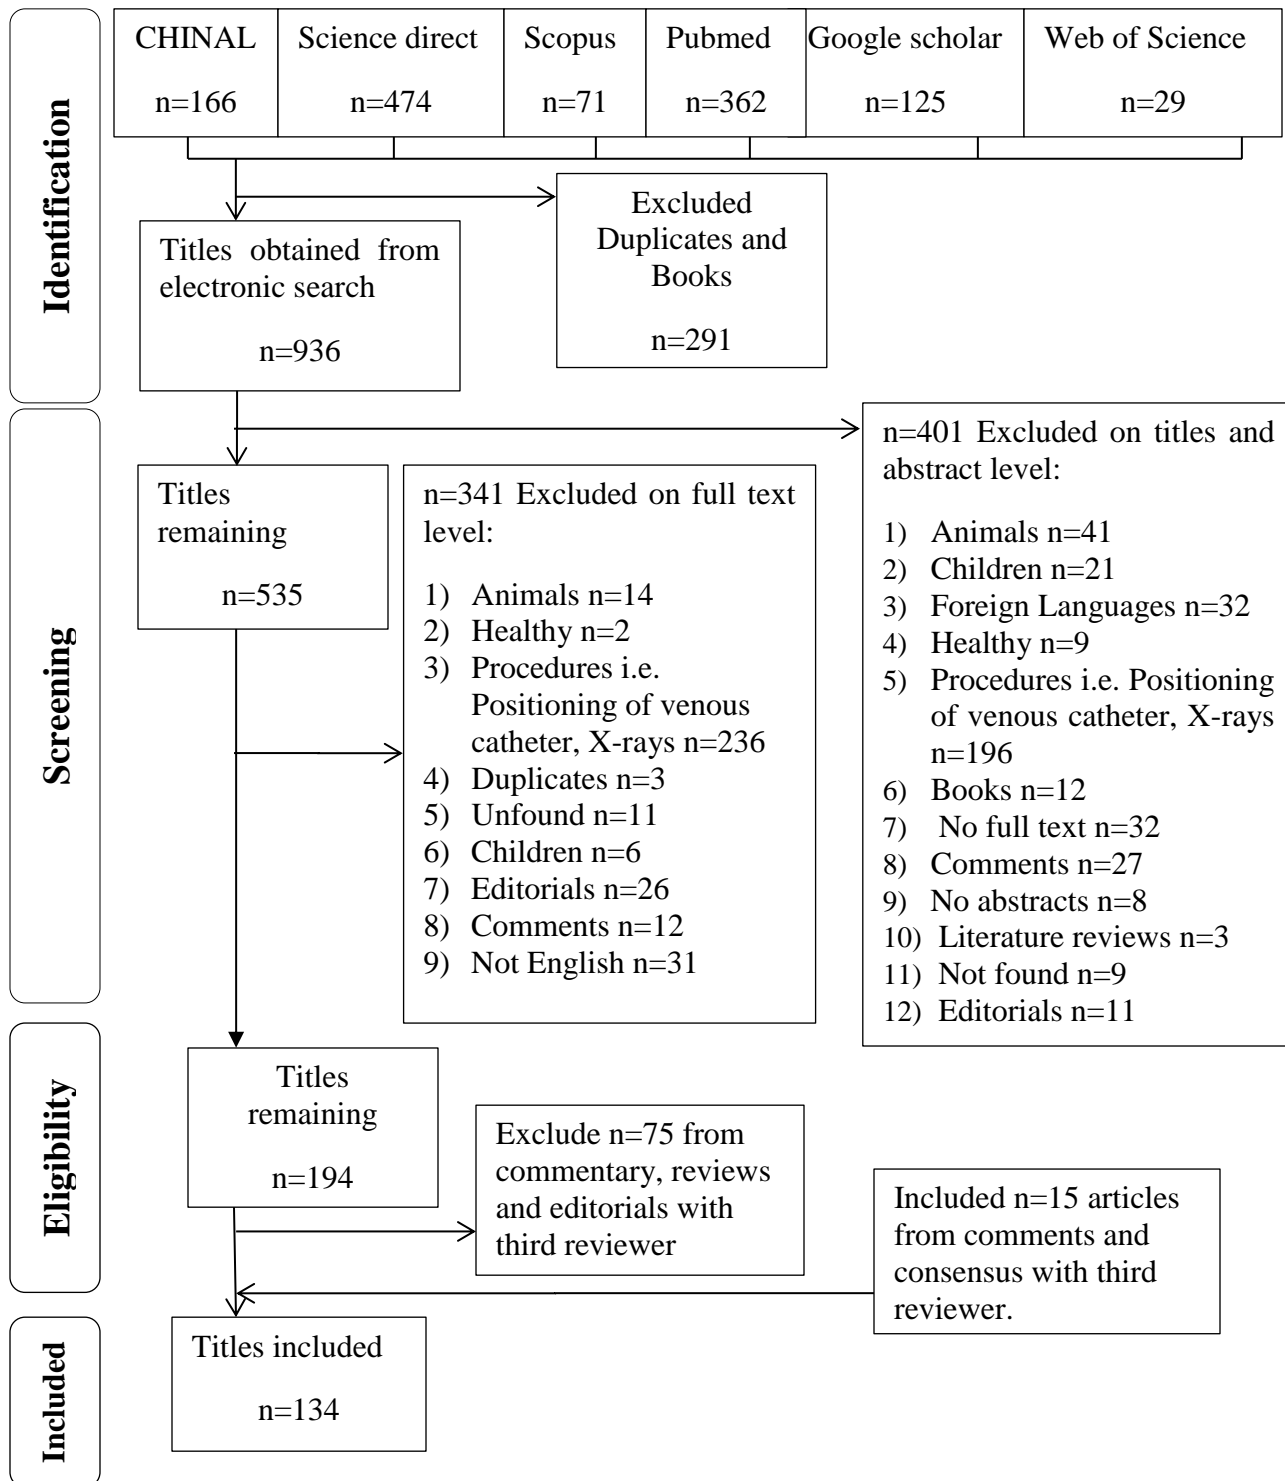 CHINAL
n=166
Science direct
n=474
Scopus
n=71
Pubmed
n=362
Google scholar
n=125
Web of Science
n=29
Identification
Excluded
Duplicates and
Books
n=291
Titles obtained from
electronic search
n=936
Screening
n=401 Excluded on titles and
abstract level:
1) Animals n=41
2) Children n=21
3) Foreign Languages n=32
4) Healthy n=9
5) Procedures i.e. Positioning
of venous catheter, X-rays
n=196
6) Books n=12
7) No full text n=32
8) Comments n=27
9) No abstracts n=8
10) Literature reviews n=3
11) Not found n=9
12) Editorials n=11
Titles
remaining
n=535
n=341 Excluded on full text
level:
1) Animals n=14
2) Healthy n=2
3) Procedures i.e.
Positioning of venous
catheter, X-rays n=236
4) Duplicates n=3
5) Unfound n=11
6) Children n=6
7) Editorials n=26
8) Comments n=12
9) Not English n=31
Eligibility
Titles
remaining
n=194
Exclude n=75 from
commentary, reviews
and editorials with
third reviewer
Included n=15 articles
from comments and
consensus with third
reviewer.
Included
Titles included
n=134